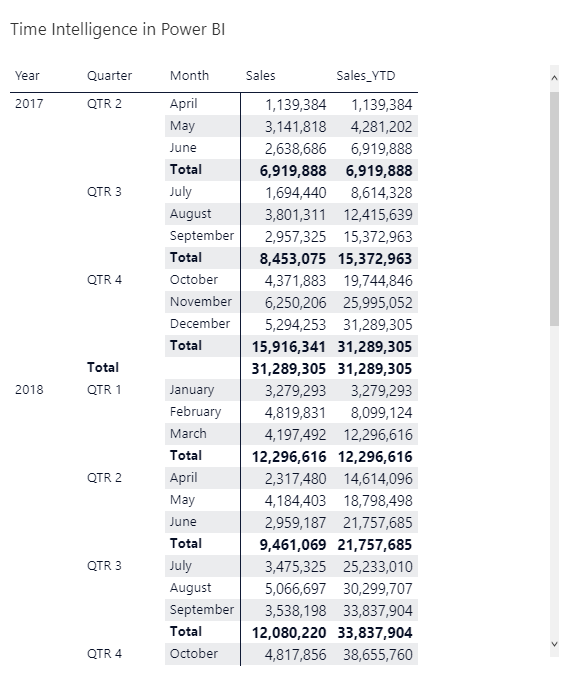 Time Intelligence in Power BI
Year Quarter Month Sales Sales_YTD
2017 QTR 2 April 1,139,384 1,139,384
May 3,141,818 4,281,202
June 2,638,686 6,919,888
Total 6,919,888 6,919,888
QTR 3 July 1,694,440 8,614,328
August 3,801,311 12,415,639
September 2,957,325 15,372,963
Total 8,453,075 15,372,963
QTR 4 October 4,371,883 19,744,846
November 6,250,206 25,995,052
December 5,294,253 31,289,305
Total 15,916,341 31,289,305
Total 31,289,305 31,289,305
2018 QTR 1 January 3,279,293 3,279,293
February 4,819,831 8,099,124
March 4,197,492 12,296,616
Total 12,296,616 12,296,616
QTR 2 April 2,317,480 14,614,096
May 4,184,403 18,798,498
June 2,959,187 21,757,685
Total 9,461,069 21,757,685
QTR 3 July 3,475,325 25,233,010
August 5,066,697 30,299,707
September 3,538,198 33,837,904
Total 12,080,220 33,837,904
QTR 4 October 4,817,856 38,655,760